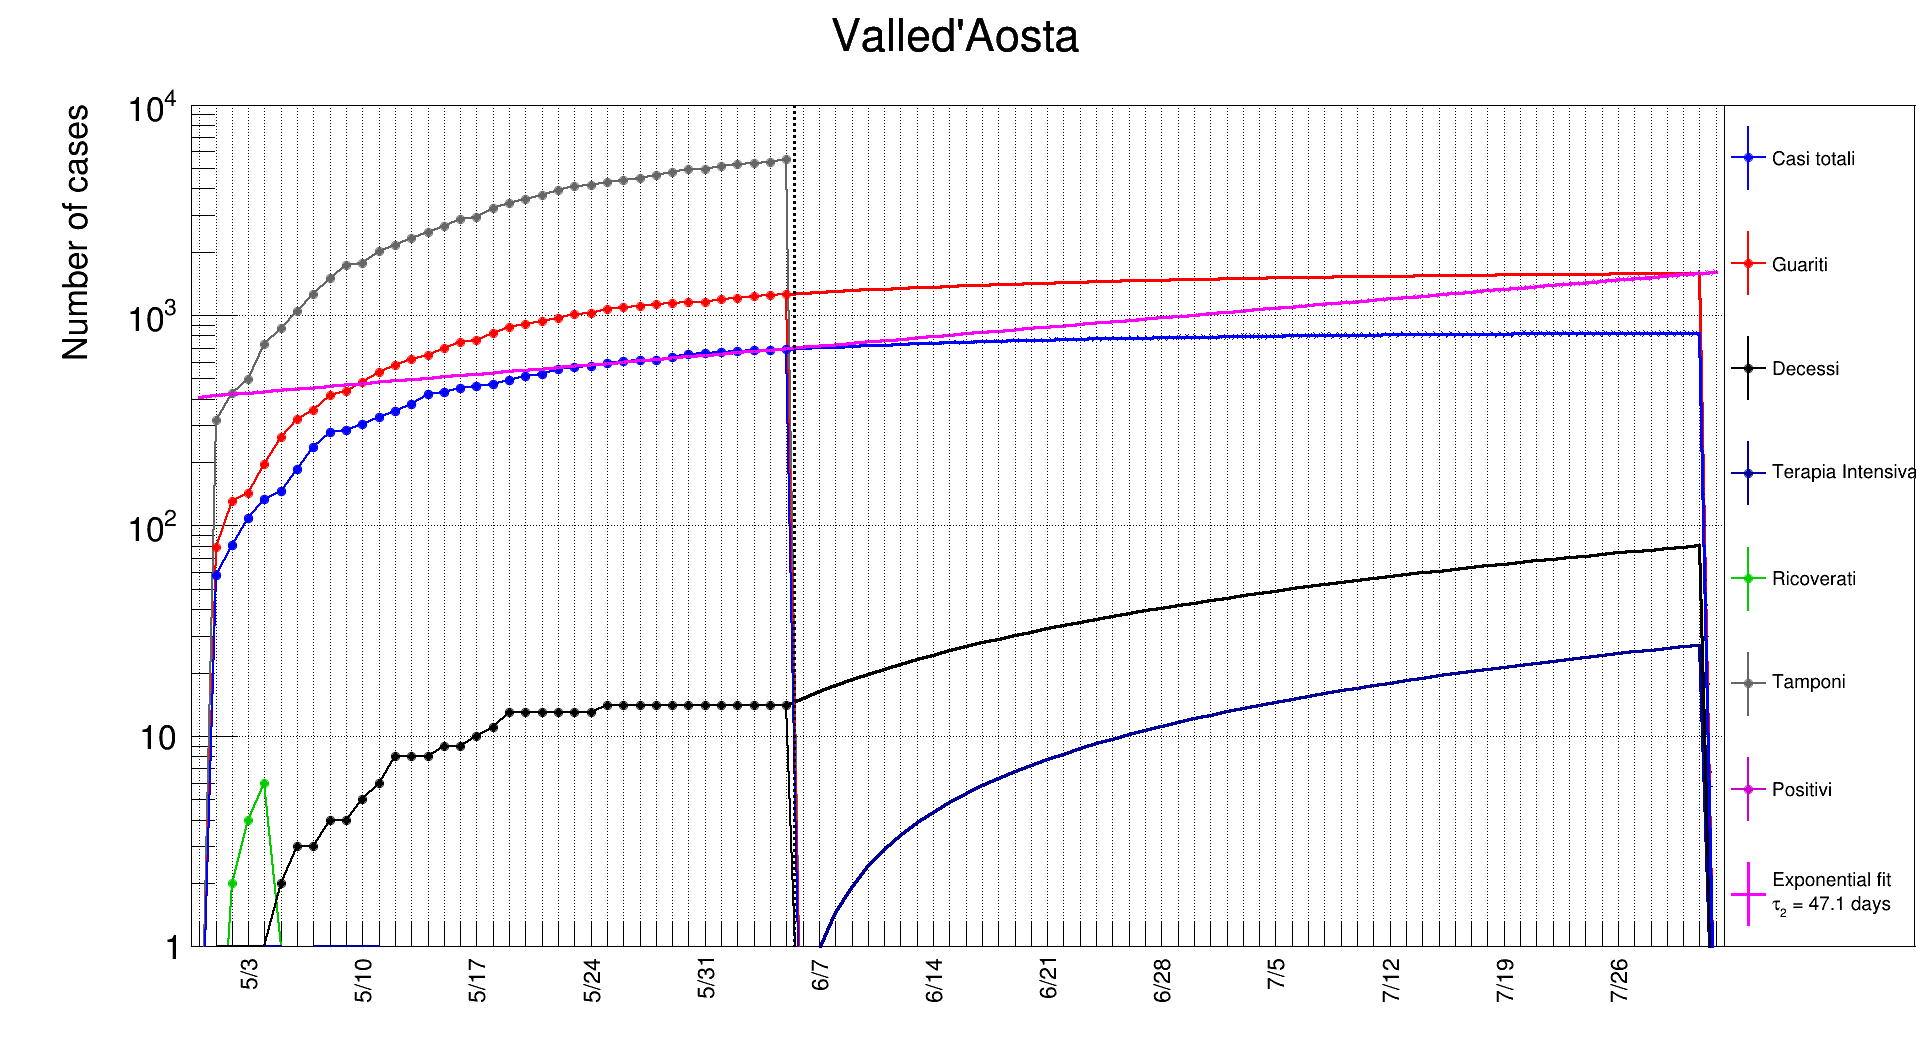 Valled'Aosta
Number of cases
10^4
10^3
10^2
10
1
5/3
5/10
5/17
5/24
5/31
6/7
6/14
6/21
6/28
7/5
7/12
7/19
7/26
Casi totali
Guariti
Decessi
Terapia Intensiva
Ricoverati
Tamponi
Positivi
Exponential fit
τ_2 = 47.1 days